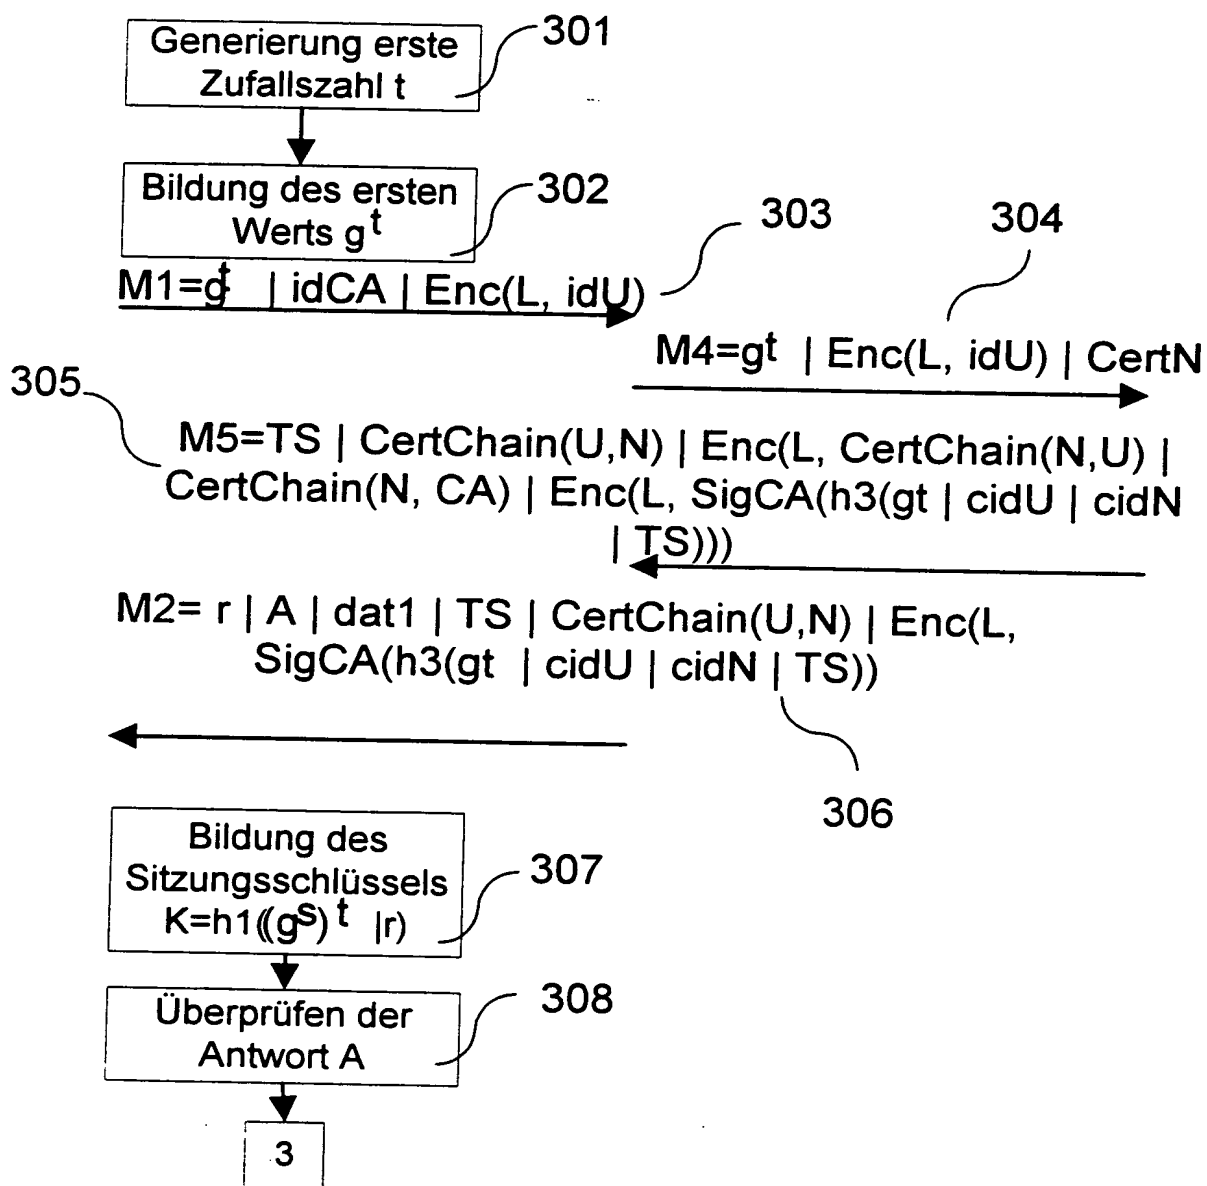 Generierung erste
Zufallszahl t
301
Bildung des ersten
Werts g^t
302
303
304
M1=g^t | idCA | Enc(L, idU)
M4=g^t | Enc(L, idU) | CertN
305
M5=TS | CertChain(U,N) | Enc(L, CertChain(N,U) |
CertChain(N, CA) | Enc(L, SigCA(h3(gt | cidU | cidN
| TS)))
M2= r | A | dat1 | TS | CertChain(U,N) | Enc(L,
SigCA(h3(gt | cidU | cidN | TS))
306
Bildung des
Sitzungsschlüssels
K=h1((g^s)^t |r)
307
Überprüfen der
Antwort A
308
3